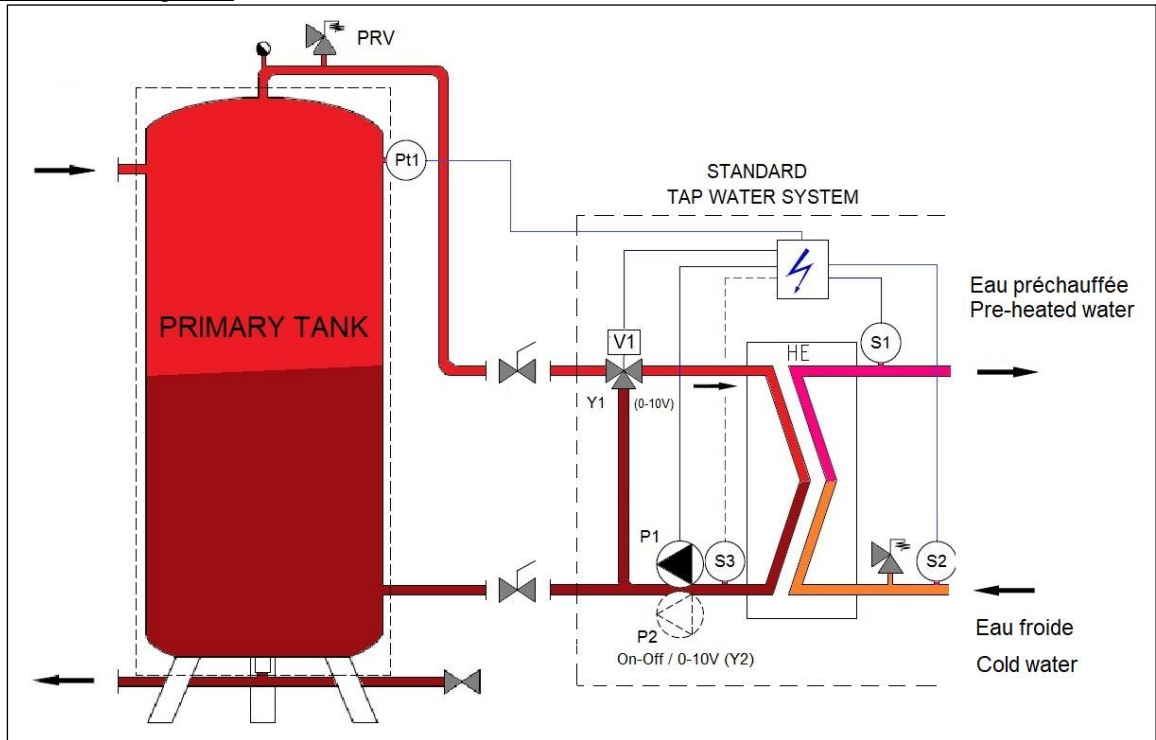 PRV
Pt1
STANDARD
TAP WATER SYSTEM
PRIMARY TANK
Eau préchauffée
Pre-heated water
V1
HE
S1
Y1
(0-10V)
P1
S3
S2
P2
On-Off / 0-10V (Y2)
Eau froide
Cold water